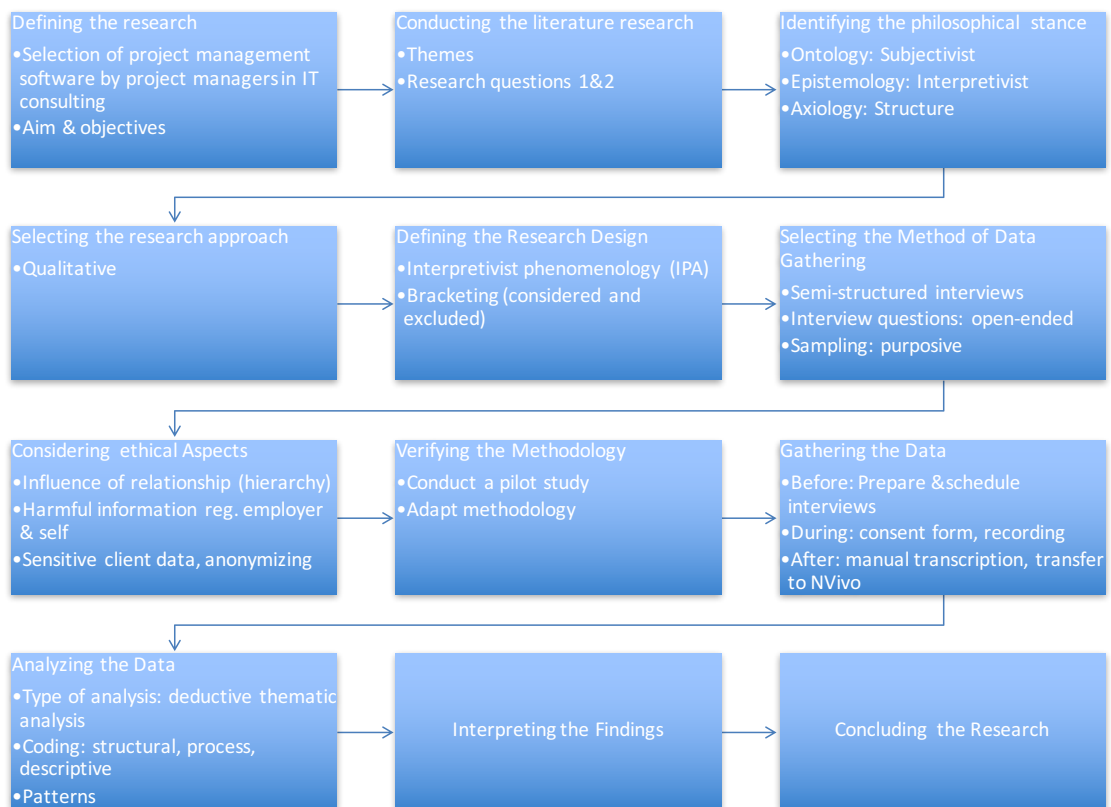 Defining the research
•Selection of project management
software by project managers in IT
consulting
•Aim & objectives
Conducting the literature research
•Themes
•Research questions 1&2
Identifying the philosophical stance
•Ontology: Subjectivist
•Epistemology: Interpretivist
•Axiology: Structure
Selecting the research approach
•Qualitative
Defining the Research Design
•Interpretivist phenomenology (IPA)
•Bracketing (considered and
excluded)
Selecting the Method of Data
Gathering
•Semi-structured interviews
•Interview questions: open-ended
•Sampling: purposive
Considering ethical Aspects
•Influence of relationship (hierarchy)
•Harmful information reg. employer
& self
•Sensitive client data, anonymizing
Verifying the Methodology
•Conduct a pilot study
•Adapt methodology
Gathering the Data
•Before: Prepare &schedule
interviews
•During: consent form, recording
•After: manual transcription, transfer
to NVivo
Analyzing the Data
•Type of analysis: deductive thematic
analysis
•Coding: structural, process,
descriptive
•Patterns
Interpreting the Findings
Concluding the Research